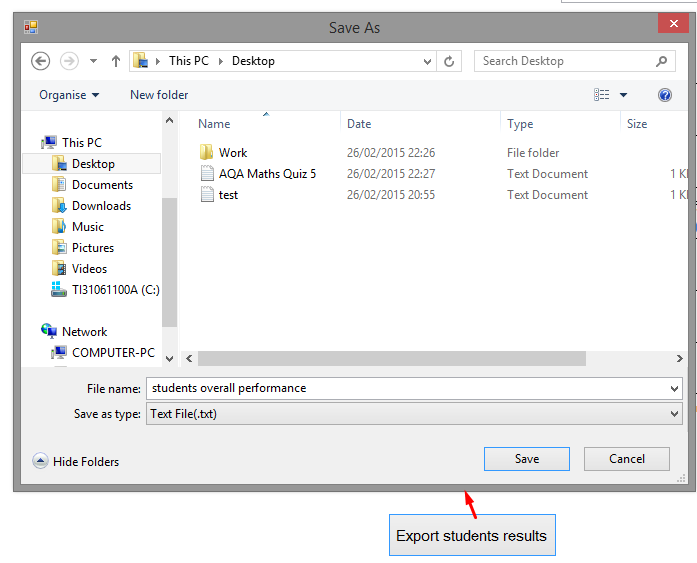 Save As
This PC Desktop
Search Desktop
Organise New folder
Name Date Type Size
This PC
Desktop
Documents
Downloads
Music
Pictures
Videos
TI31061100A (C:)
Network
COMPUTER-PC
Work 26/02/2015 22:26 File folder
AQA Maths Quiz 5 26/02/2015 22:27 Text Document 1 K
test 26/02/2015 20:55 Text Document 1 K
File name: students overall performance
Save as type: Text File(.txt)
Hide Folders Save Cancel
Export students results